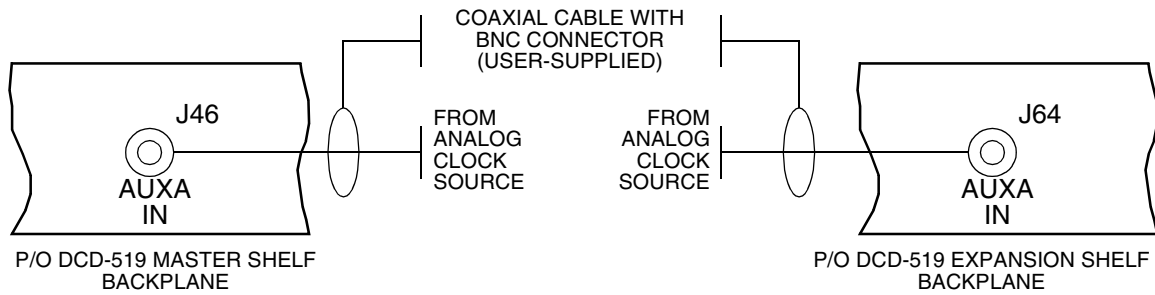 COAXIAL CABLE WITH
BNC CONNECTOR
(USER-SUPPLIED)
J46
AUXA
IN
FROM
ANALOG
CLOCK
SOURCE
FROM
ANALOG
CLOCK
SOURCE
J64
AUXA
IN
P/O DCD-519 MASTER SHELF
BACKPLANE
P/O DCD-519 EXPANSION SHELF
BACKPLANE